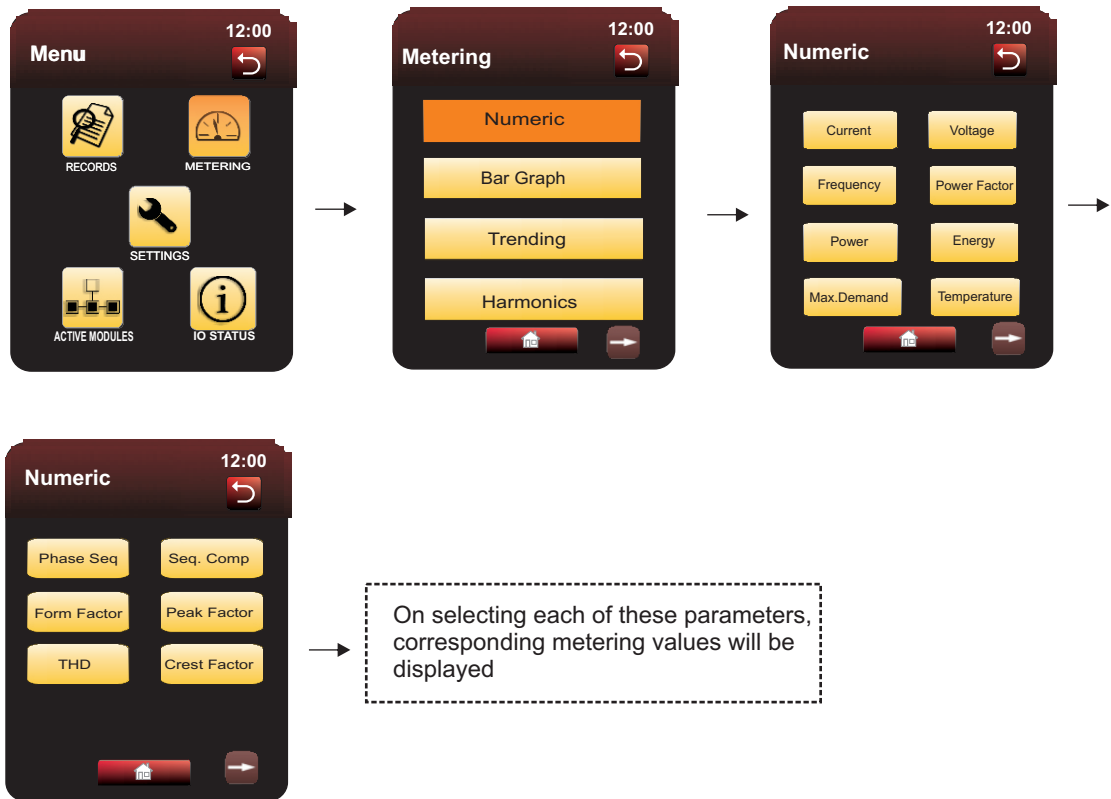 12:00
Menu
RECORDS
METERING
SETTINGS
ACTIVE MODULES
IO STATUS
12:00
Metering
Numeric
Bar Graph
Trending
Harmonics
12:00
Numeric
Current
Voltage
Frequency
Power Factor
Power
Energy
Max.Demand
Temperature
12:00
Numeric
Phase Seq
Seq. Comp
Form Factor
Peak Factor
THD
Crest Factor
On selecting each of these parameters,
corresponding metering values will be
displayed